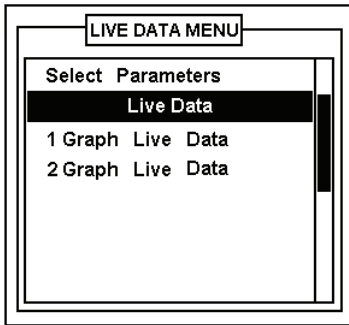 LIVE DATA MENU
Select Parameters
Live Data
1 Graph Live Data
2 Graph Live Data